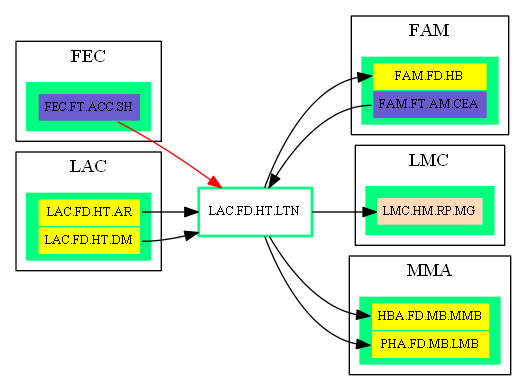 FEC
FEC.FT.ACC.SH
LAC
LAC.FD.HT.AR
LAC.FD.HT.DM
LAC.FD.HT.LTN
FAM
FAM.FD.HB
FAM.FT.AM.CEA
LMC
LMC.HM.RP.MG
MMA
HBA.FD.MB.MMB
PHA.FD.MB.LMB